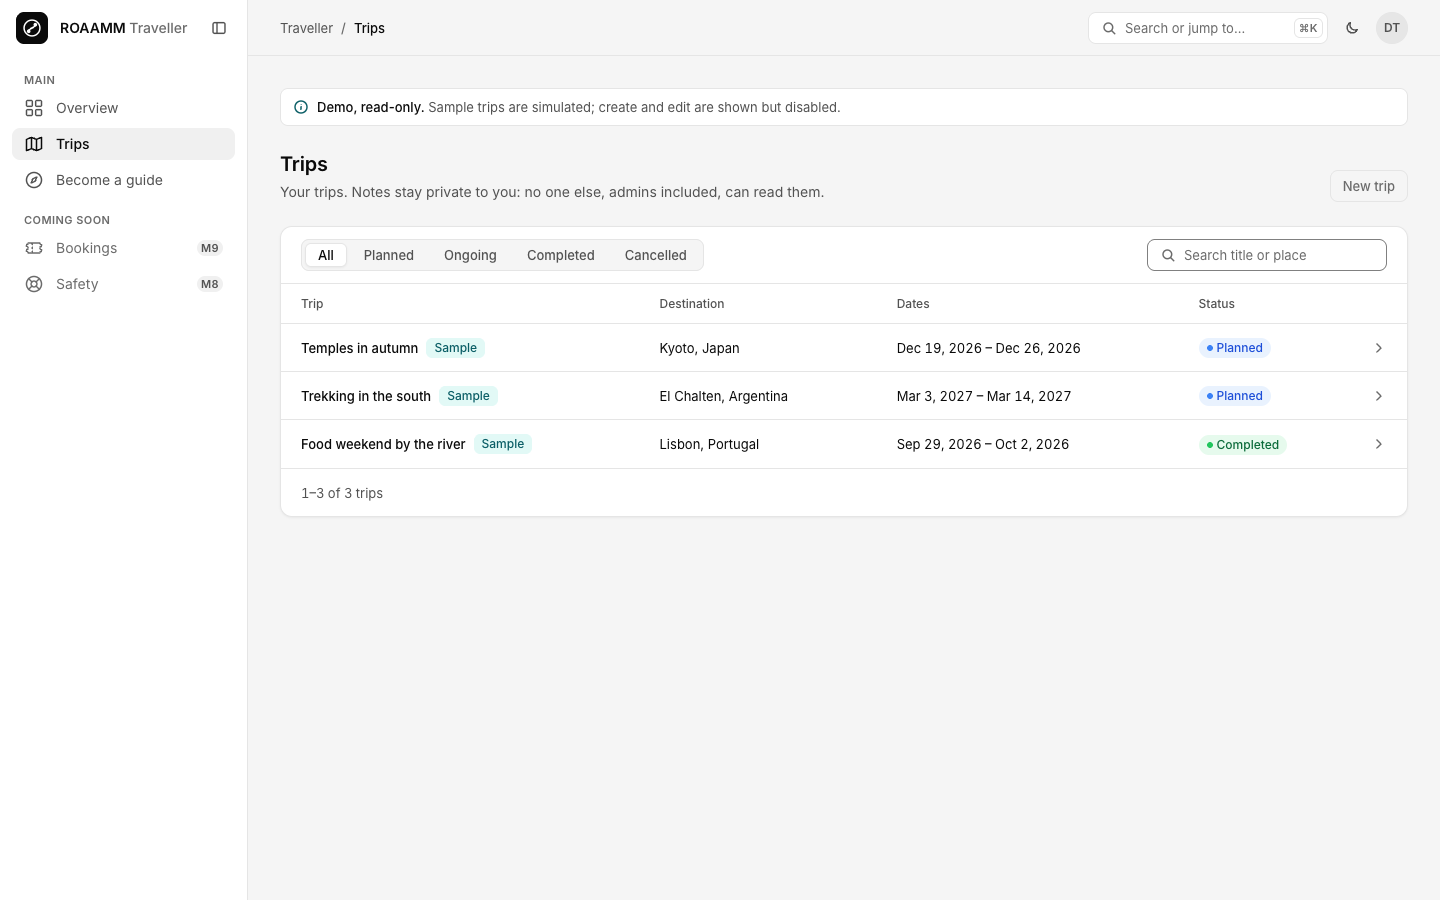 ROAAMM Traveller
MAIN
Overview
Trips
Become a guide
COMING SOON
Bookings M9
Safety M8
Traveller / Trips
Search or jump to... ⌘K
DT
Demo, read-only. Sample trips are simulated; create and edit are shown but disabled.
Trips
Your trips. Notes stay private to you: no one else, admins included, can read them.
New trip
All Planned Ongoing Completed Cancelled
Search title or place
Trip Destination Dates Status
Temples in autumn Sample Kyoto, Japan Dec 19, 2026 – Dec 26, 2026 Planned
Trekking in the south Sample El Chalten, Argentina Mar 3, 2027 – Mar 14, 2027 Planned
Food weekend by the river Sample Lisbon, Portugal Sep 29, 2026 – Oct 2, 2026 Completed
1–3 of 3 trips